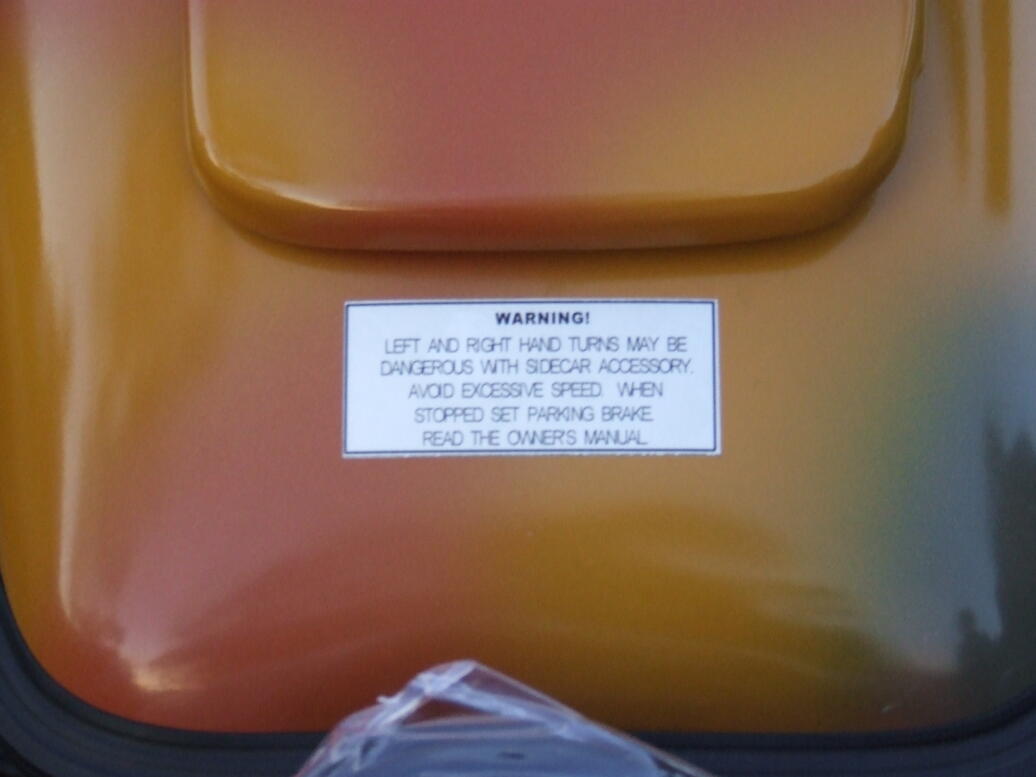 WARNING!
LEFT AND RIGHT HAND TURNS MAY BE
DANGEROUS WITH SIDECAR ACCESSORY.
AVOID EXCESSIVE SPEED. WHEN
STOPPED SET PARKING BRAKE.
READ THE OWNER'S MANUAL.